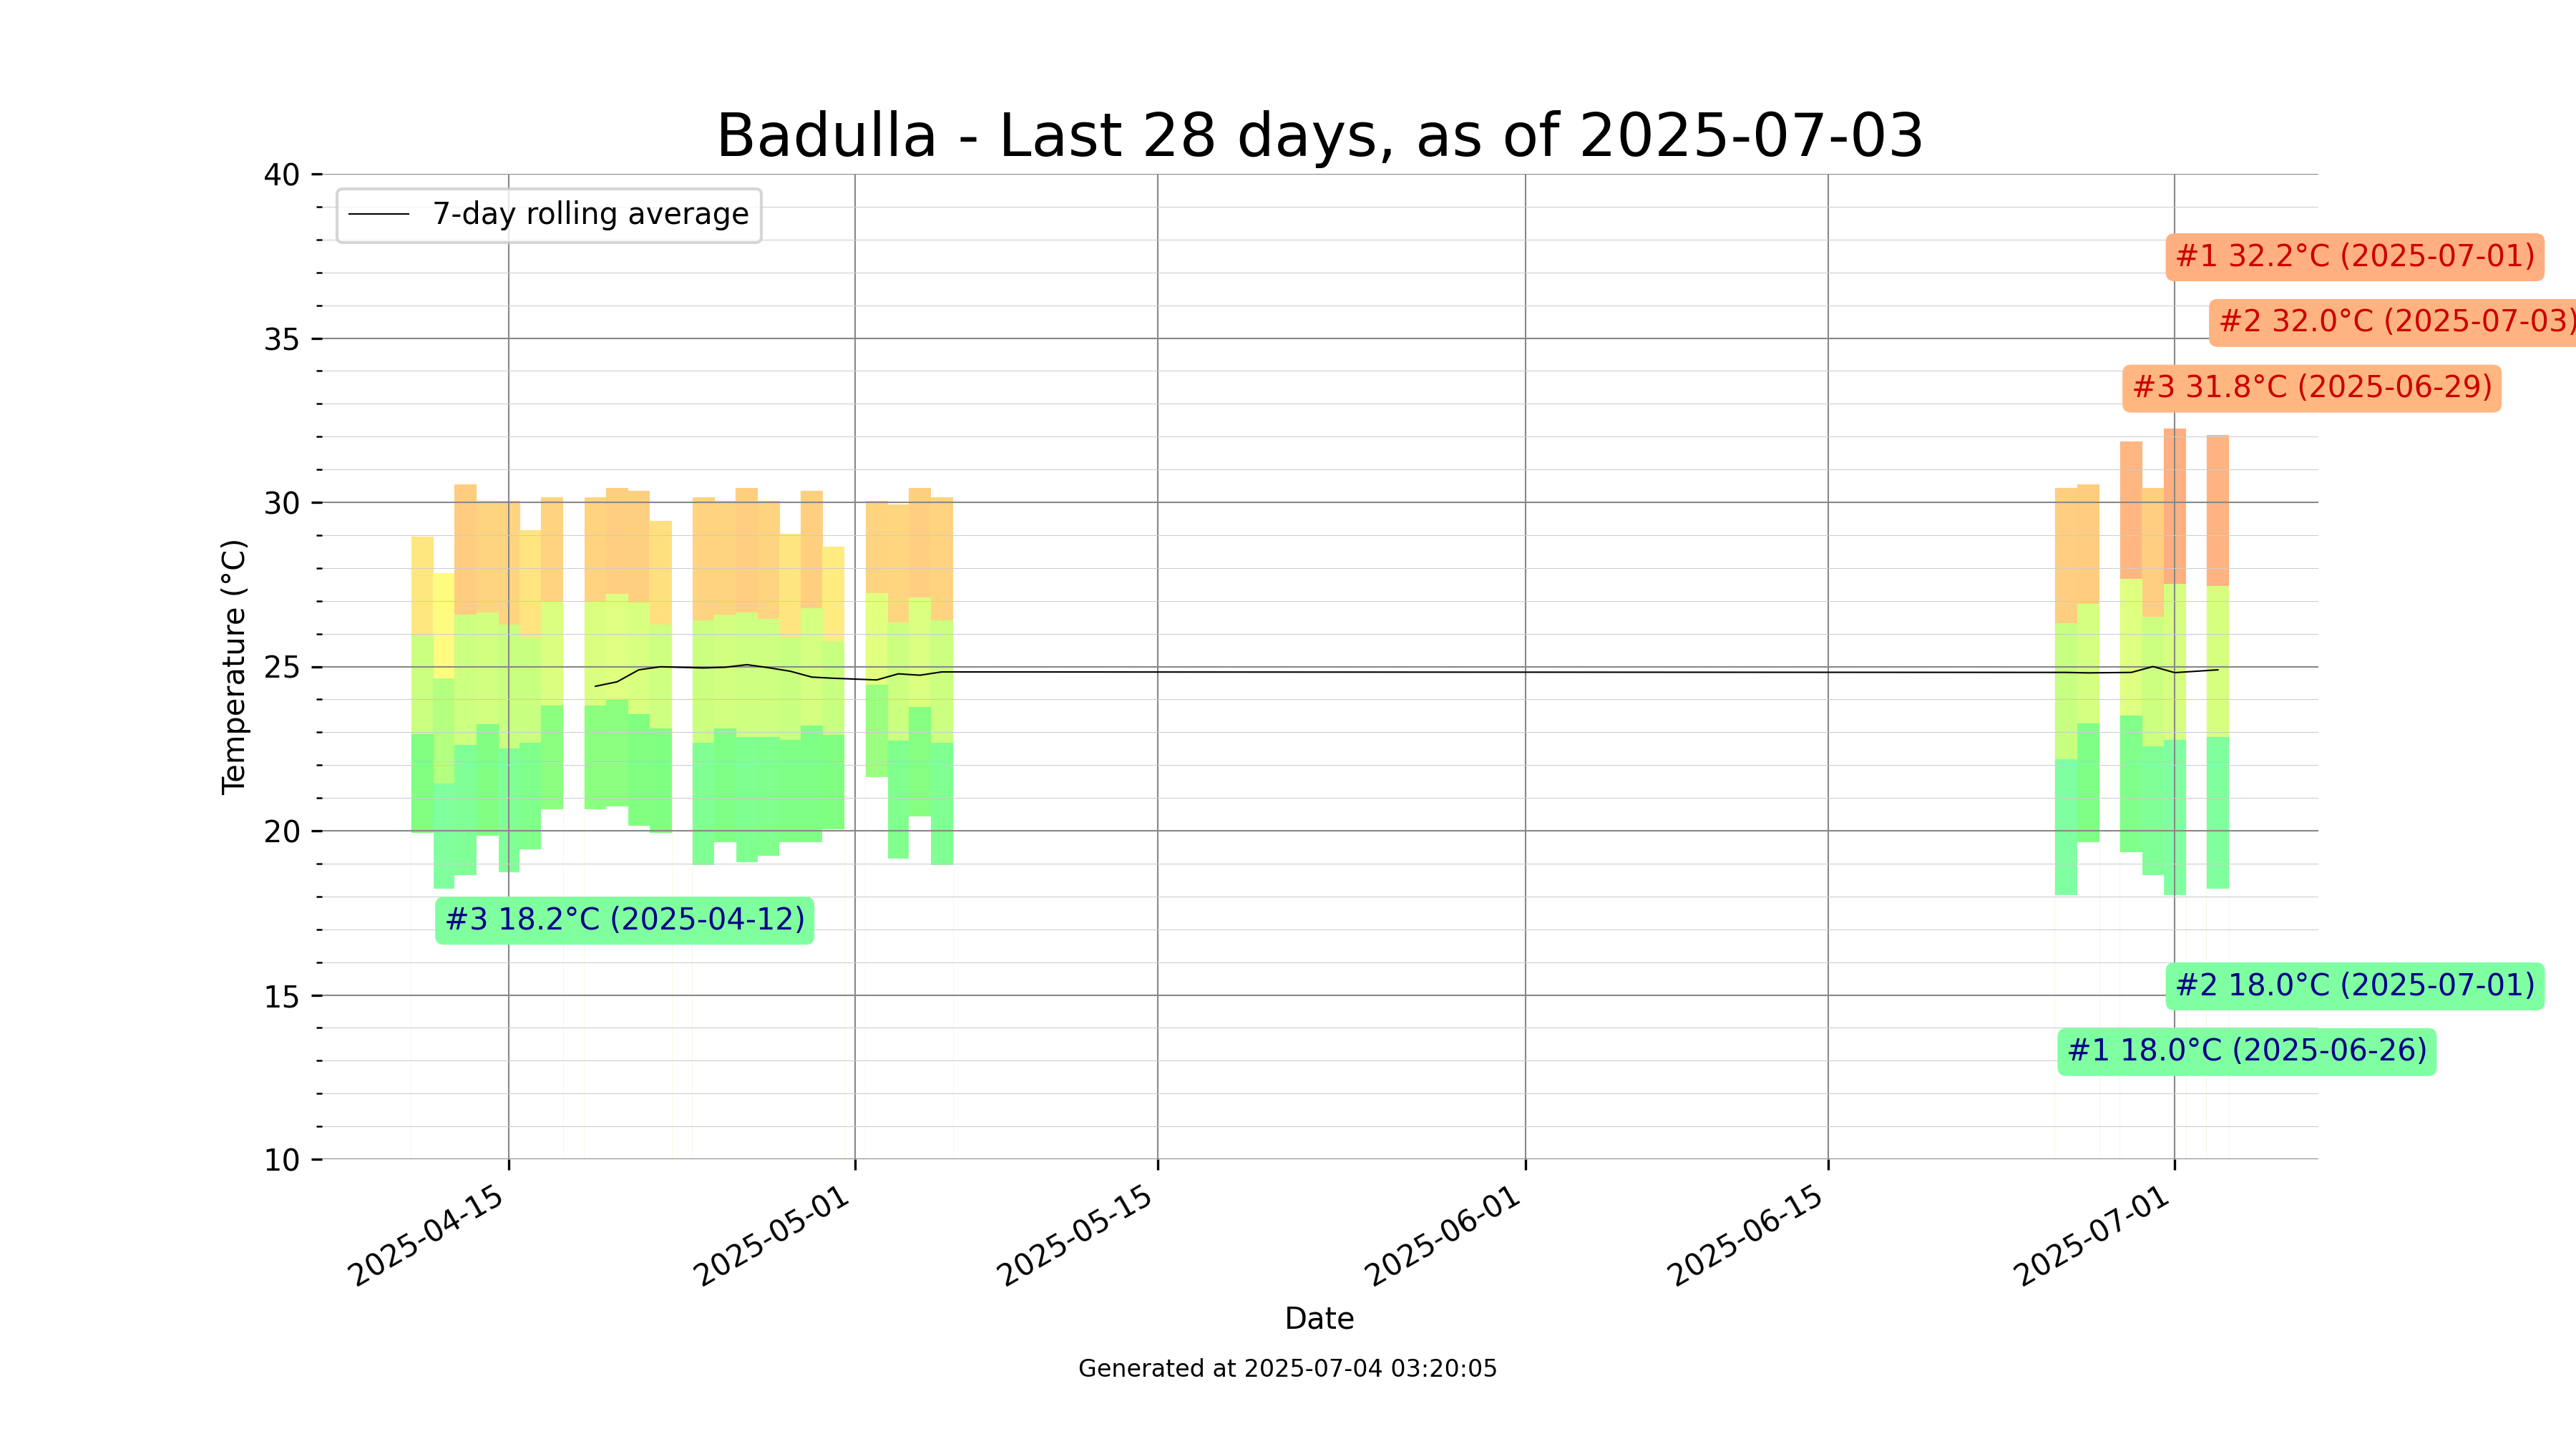 Badulla - Last 28 days, as of 2025-07-03
40
7-day rolling average
#1 32.2°C (2025-07-01)
#2 32.0°C (2025-07-03)
35
#3 31.8°C (2025-06-29)
30
Temperature (°C)
25
20
#3 18.2°C (2025-04-12)
15
#2 18.0°C (2025-07-01)
#1 18.0°C (2025-06-26)
10
2025-04-15
2025-05-01
2025-05-15
2025-06-01
2025-06-15
2025-07-01
Date
Generated at 2025-07-04 03:20:05